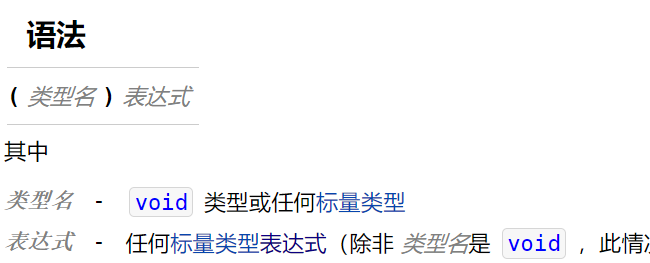 语法
( 类型名 ) 表达式
其中
类型名 - void 类型或任何标量类型
表达式 - 任何标量类型表达式（除非 类型名是 void ，此情